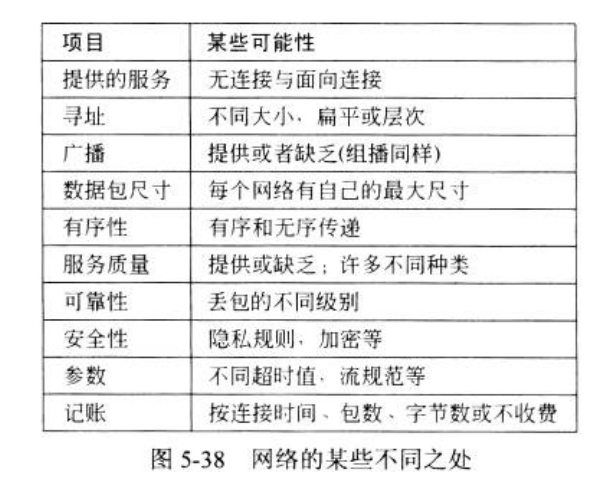 项目 某些可能性
提供的服务 无连接与面向连接
寻址 不同大小，扁平或层次
广播 提供或者缺乏(组播同样)
数据包尺寸 每个网络有自己的最大尺寸
有序性 有序和无序传递
服务质量 提供或缺乏；许多不同种类
可靠性 丢包的不同级别
安全性 隐私规则，加密等
参数 不同超时值，流规范等
记账 按连接时间、包数、字节数或不收费
图 5-38 网络的某些不同之处